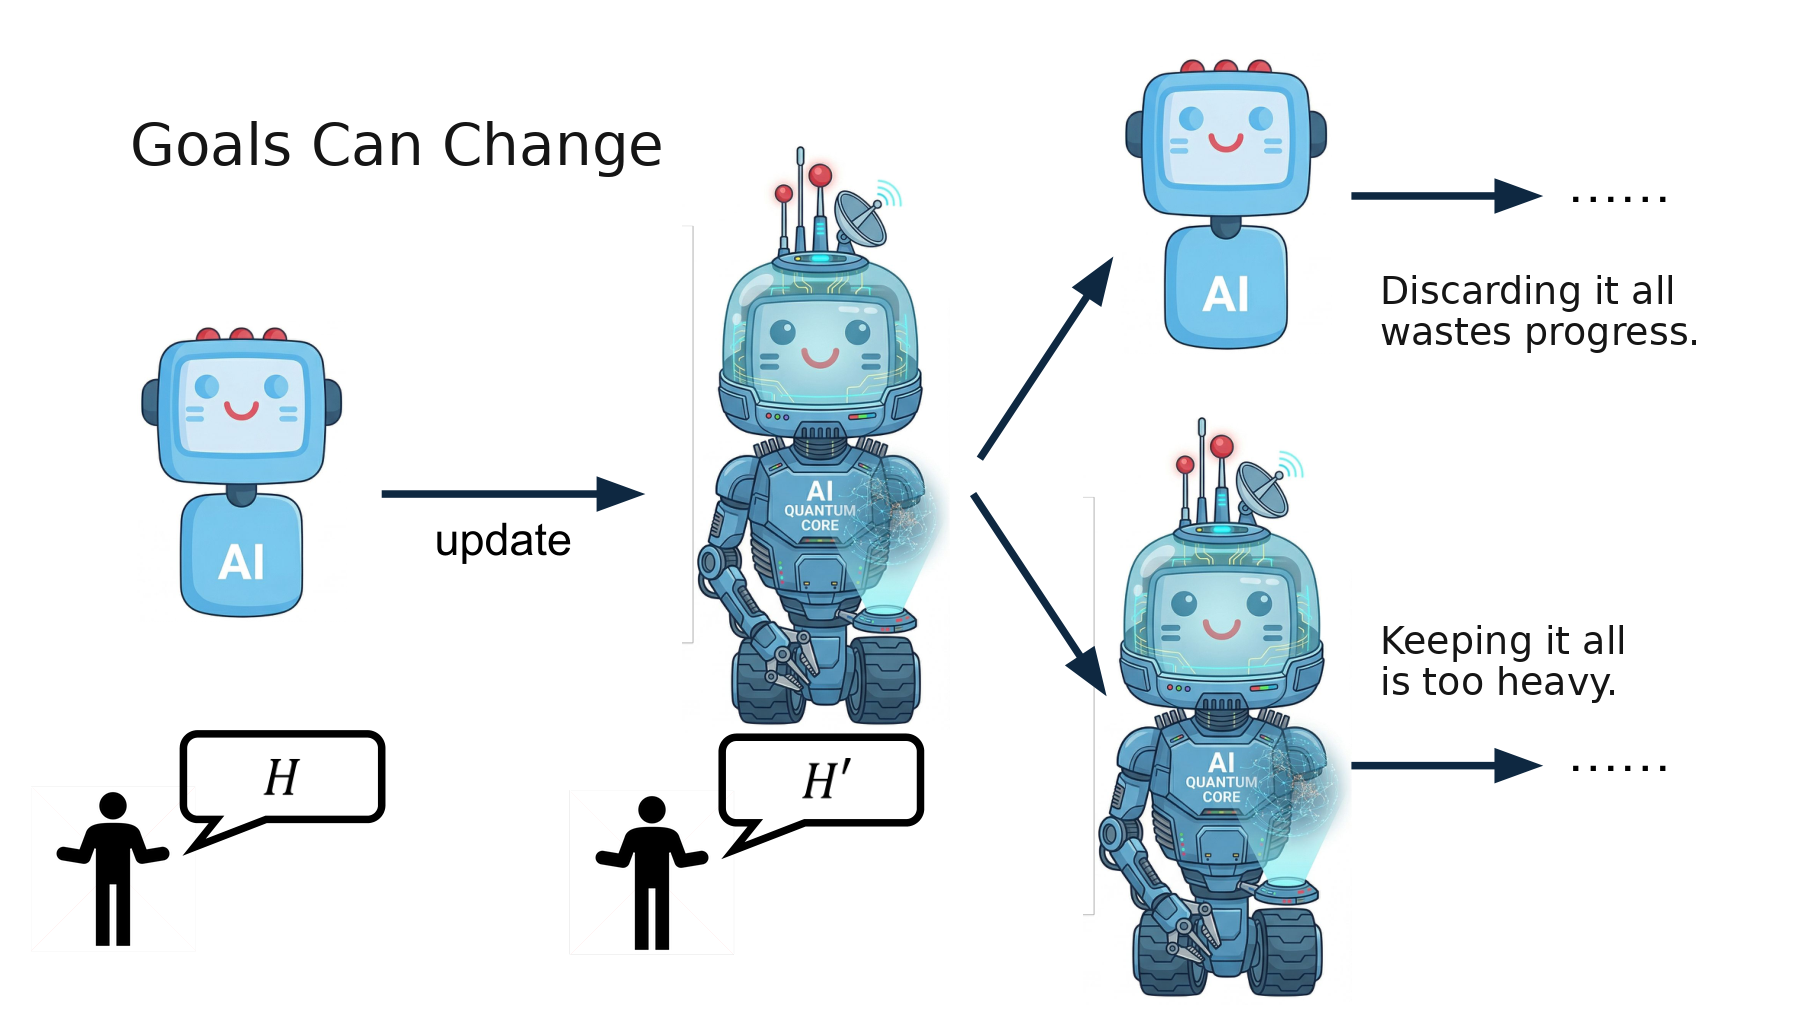 Goals Can Change
AI
update
H
AI
QUANTUM
CORE
H′
AI
......
Discarding it all
wastes progress.
AI
QUANTUM
CORE
Keeping it all
is too heavy.
......